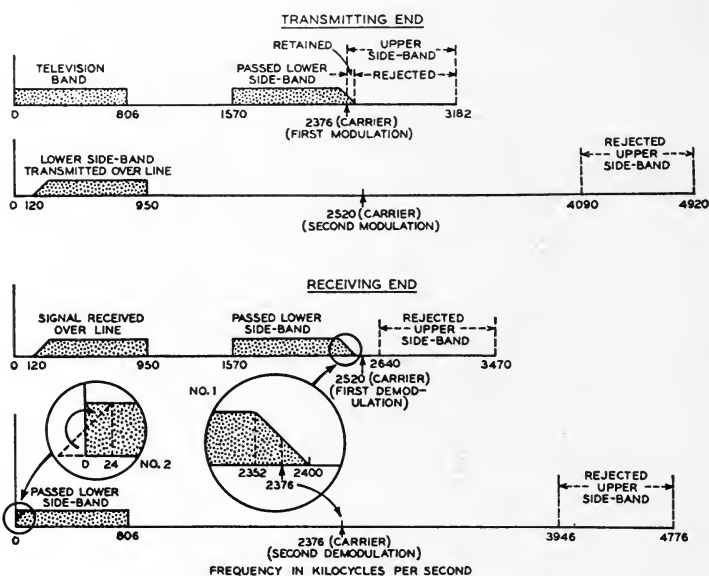 TRANSMITTING END
RETAINED
UPPER
SIDE-BAND
TELEVISION
BAND
PASSED LOWER
SIDE-BAND
REJECTED
0
806
1570
2376 (CARRIER)
(FIRST MODULATION)
3182
LOWER SIDE-BAND
TRANSMITTED OVER LINE
REJECTED
UPPER
SIDE-BAND
0 120
950
2520 (CARRIER)
(SECOND MODULATION)
4090
4920
RECEIVING END
SIGNAL RECEIVED
OVER LINE
PASSED LOWER
SIDE-BAND
REJECTED
UPPER
SIDE-BAND
0 120
950
1570
2640
3470
2520 (CARRIER)
(FIRST DEMOD-
ULATION)
NO. 1
0 24
NO. 2
2352
2400
2376
PASSED LOWER
SIDE-BAND
REJECTED
UPPER
SIDE-BAND
0
806
2376 (CARRIER)
(SECOND DEMODULATION)
3946
4776
FREQUENCY IN KILOCYCLES PER SECOND